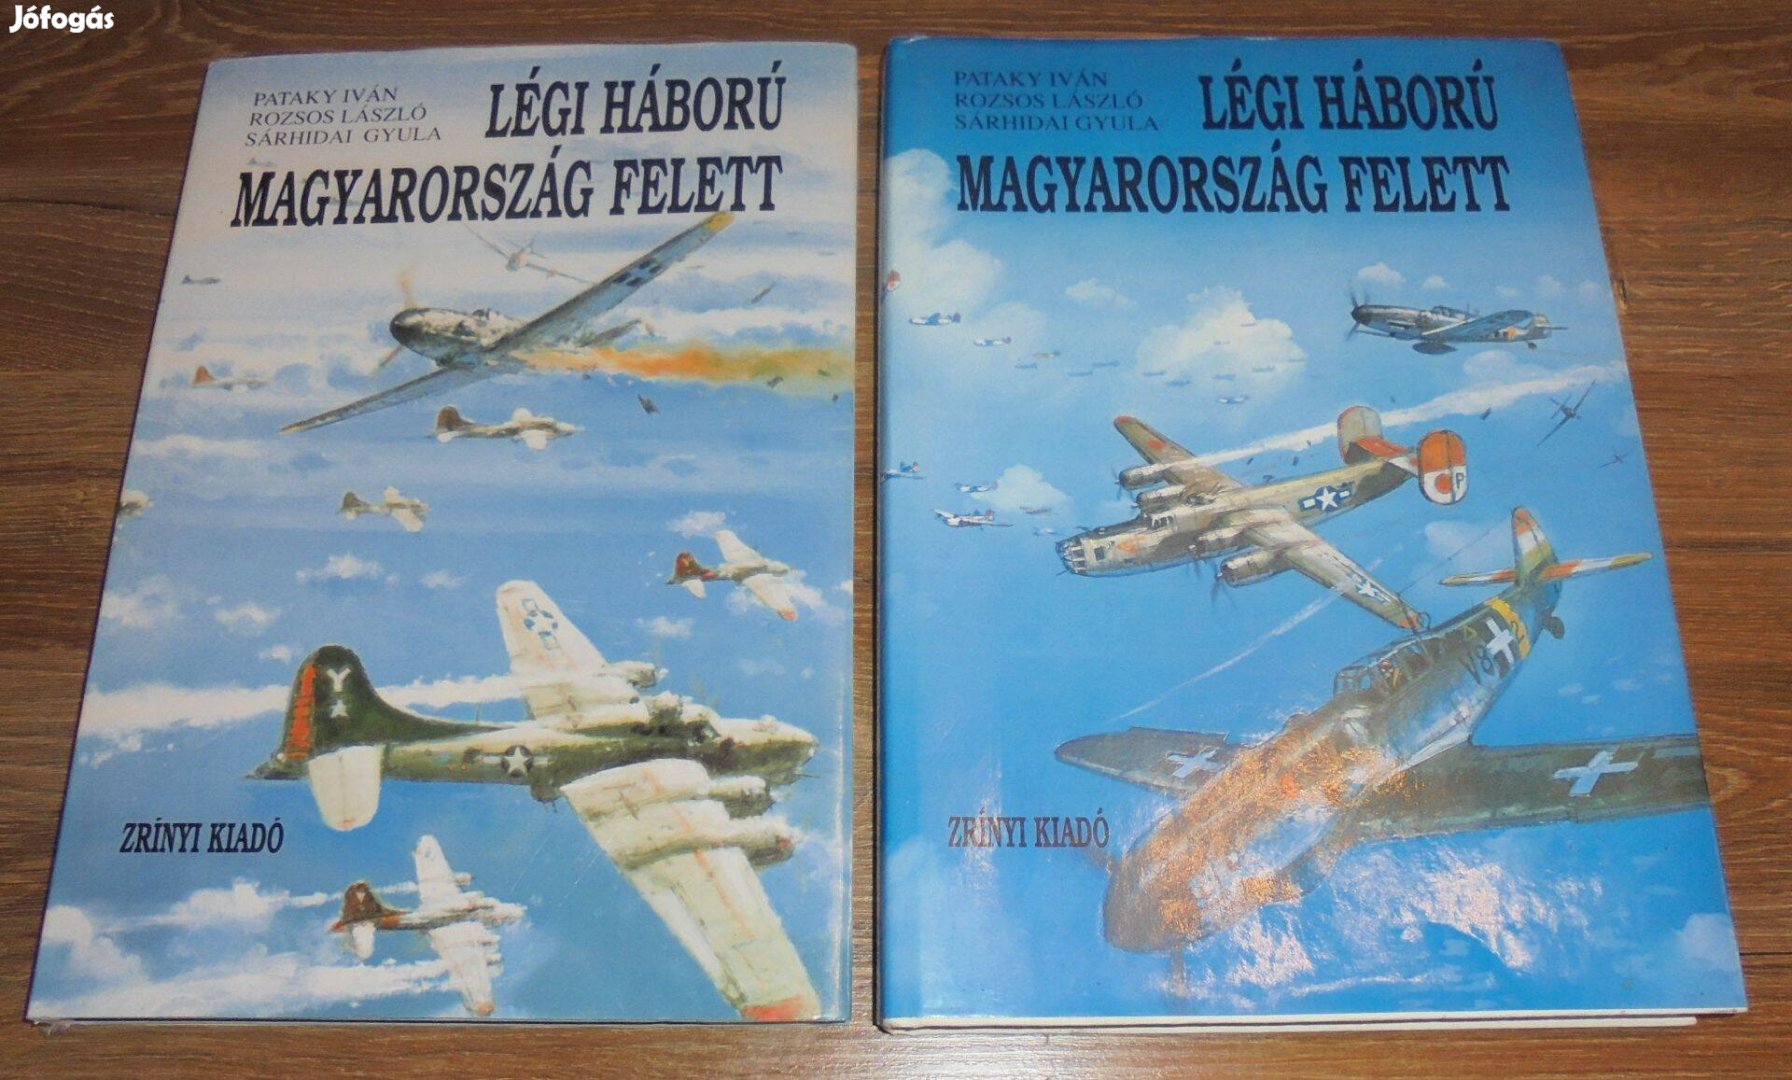 Jófogás
PATAKY IVÁN
ROZSOS LÁSZLÓ
SÁRHIDAI GYULA
LÉGI HÁBORÚ
MAGYARORSZÁG FELETT
Y
ZRÍNYI KIADÓ
PATAKY IVÁN
ROZSOS LÁSZLÓ
SÁRHIDAI GYULA
LÉGI HÁBORÚ
MAGYARORSZÁG FELETT
P
V8
ZRÍNYI KIADÓ